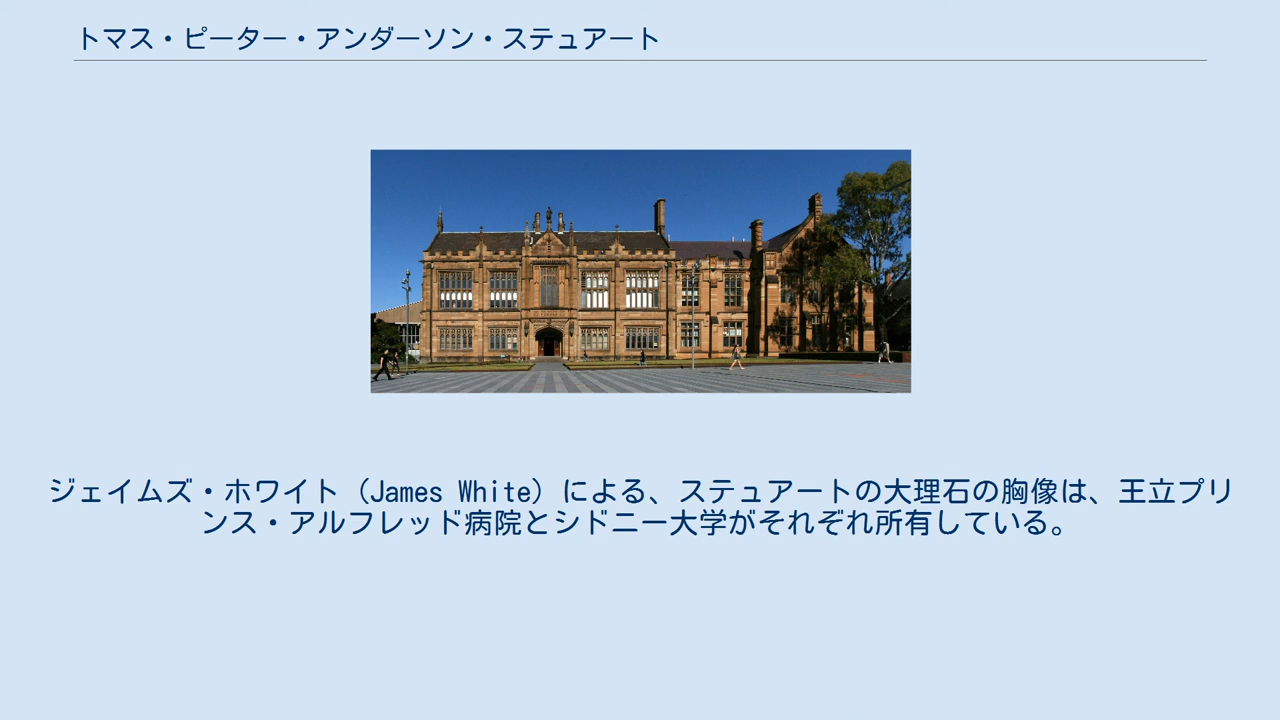 トマス・ピーター・アンダーソン・ステュアート
ジェイムズ・ホワイト（James White）による、ステュアートの大理石の胸像は、王立プリ
ンス・アルフレッド病院とシドニー大学がそれぞれ所有している。